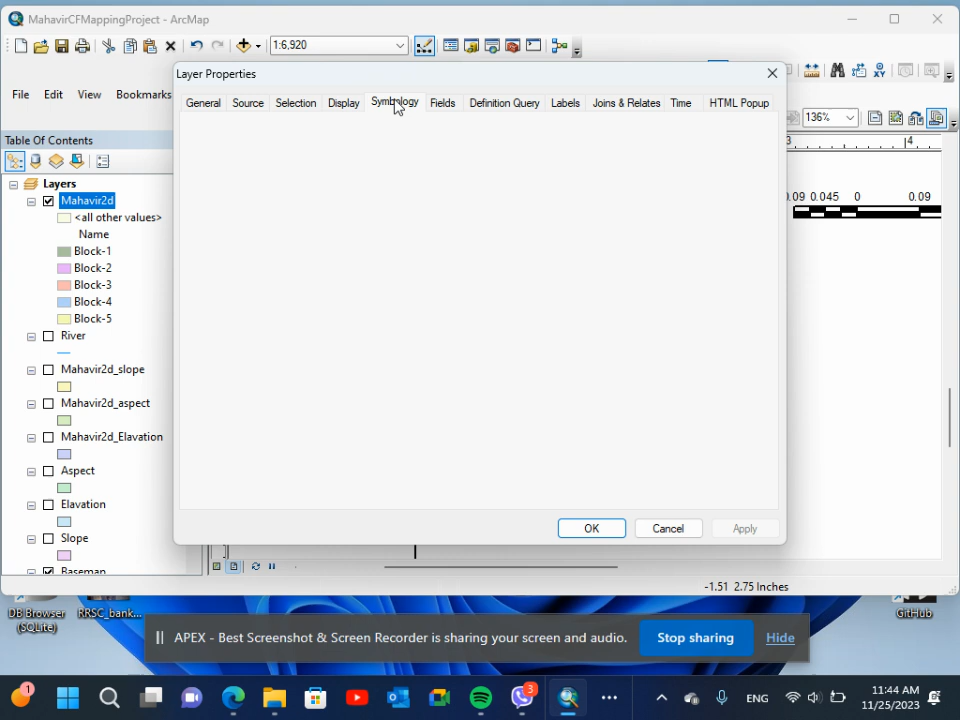 MahavirCFMappingProject - ArcMap
1:6,920
Layer Properties
General Source Selection Display Symbology Fields Definition Query Labels Joins & Relates Time HTML Popup
File Edit View Bookmarks
136%
Table Of Contents
3 4
Layers
Mahavir2d
0.09 0.045 0 0.09
<all other values>
Name
Block-1
Block-2
Block-3
Block-4
Block-5
River
Mahavir2d_slope
Mahavir2d_aspect
Mahavir2d_Elavation
Aspect
Elavation
Slope
Basemap
OK Cancel Apply
-1.51 2.75 Inches
DB Browser
(SQLite)
RRSC_bank...
GitHub
APEX - Best Screenshot & Screen Recorder is sharing your screen and audio. Stop sharing Hide
1 3
ENG
11:44 AM
11/25/2023